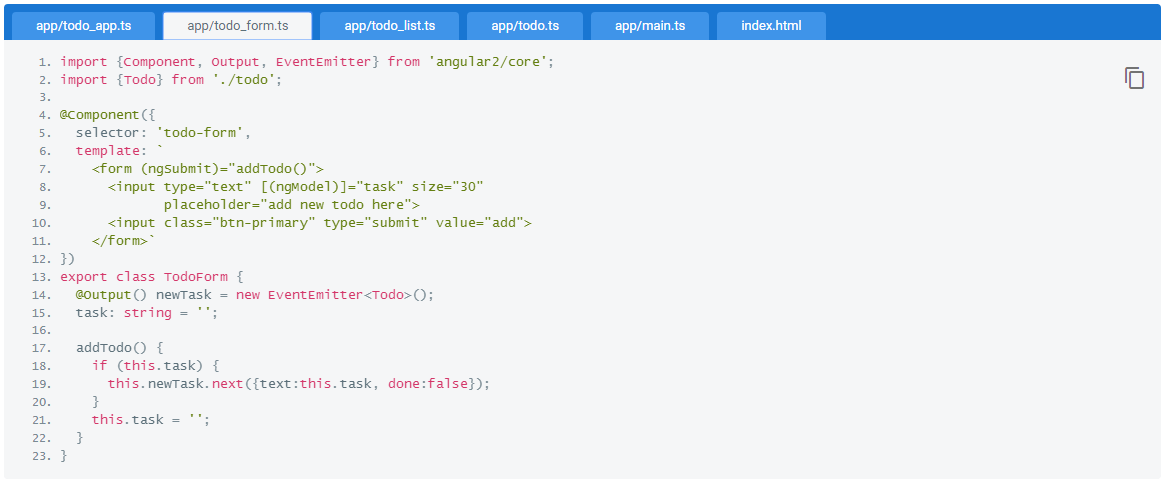 app/todo_app.ts app/todo_form.ts app/todo_list.ts app/todo.ts app/main.ts index.html
1. import {Component, Output, EventEmitter} from 'angular2/core';
2. import {Todo} from './todo';
3.
4. @Component({
5.   selector: 'todo-form',
6.   template: `
7.     <form (ngSubmit)="addTodo()">
8.       <input type="text" [(ngModel)]="task" size="30"
9.              placeholder="add new todo here">
10.       <input class="btn-primary" type="submit" value="add">
11.     </form>`
12. })
13. export class TodoForm {
14.   @Output() newTask = new EventEmitter<Todo>();
15.   task: string = '';
16.
17.   addTodo() {
18.     if (this.task) {
19.       this.newTask.next({text:this.task, done:false});
20.     }
21.     this.task = '';
22.   }
23. }